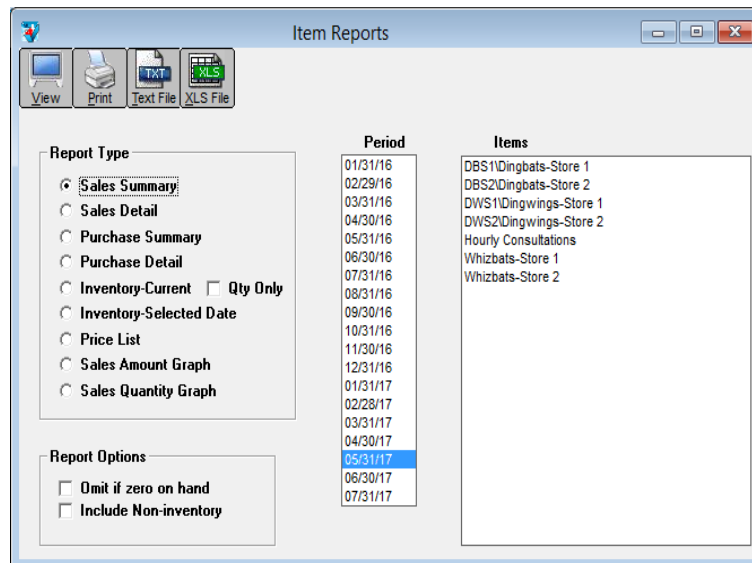 Item Reports
View Print Text File XLS File
TXT XLS
Report Type
Sales Summary
Sales Detail
Purchase Summary
Purchase Detail
Inventory-Current Qty Only
Inventory-Selected Date
Price List
Sales Amount Graph
Sales Quantity Graph
Report Options
Omit if zero on hand
Include Non-inventory
Period
01/31/16
02/29/16
03/31/16
04/30/16
05/31/16
06/30/16
07/31/16
08/31/16
09/30/16
10/31/16
11/30/16
12/31/16
01/31/17
02/28/17
03/31/17
04/30/17
05/31/17
06/30/17
07/31/17
Items
DBS1\Dingbats-Store 1
DBS2\Dingbats-Store 2
DWS1\Dingwings-Store 1
DWS2\Dingwings-Store 2
Hourly Consultations
Whizbats-Store 1
Whizbats-Store 2